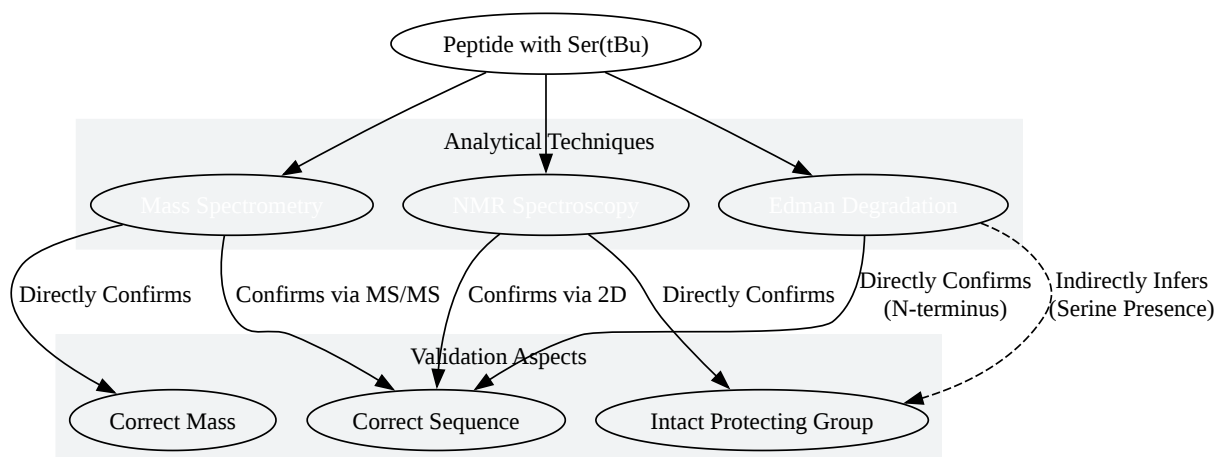 Peptide with Ser(tBu)
Analytical Techniques
Mass Spectrometry
NMR Spectroscopy
Edman Degradation
Directly Confirms
Confirms via MS/MS
Confirms via 2D
Directly Confirms
Directly Confirms
(N-terminus)
Indirectly Infers
(Serine Presence)
Validation Aspects
Correct Mass
Correct Sequence
Intact Protecting Group